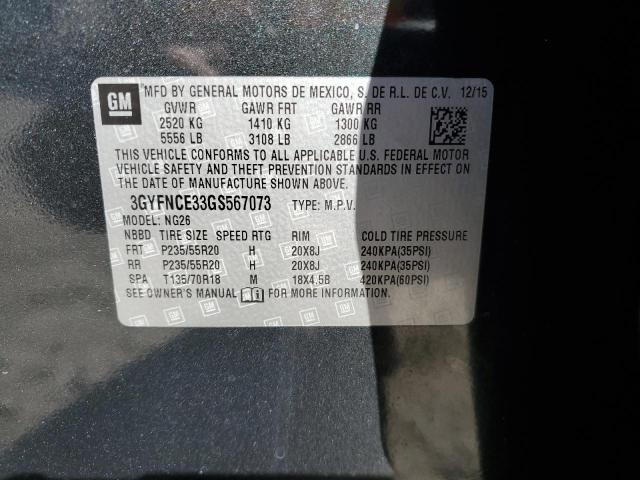 GM MFD BY GENERAL MOTORS DE MEXICO, S. DE R.L. DE C.V. 12/15
GVWR GAWR FRT GAWR RR
2520 KG 1410 KG 1300 KG
5556 LB 3108 LB 2866 LB
THIS VEHICLE CONFORMS TO ALL APPLICABLE U.S. FEDERAL MOTOR
VEHICLE SAFETY AND THEFT PREVENTION STANDARDS IN EFFECT ON
THE DATE OF MANUFACTURE SHOWN ABOVE.
3GYFNCE33GS567073 TYPE: M.P.V.
MODEL: NG26
NBBD TIRE SIZE SPEED RTG RIM COLD TIRE PRESSURE
FRT P235/55R20 H 20X8J 240KPA(35PSI)
RR P235/55R20 H 20X8J 240KPA(35PSI)
SPA T135/70R18 M 18X4.5B 420KPA(60PSI)
SEE OWNER'S MANUAL FOR MORE INFORMATION.